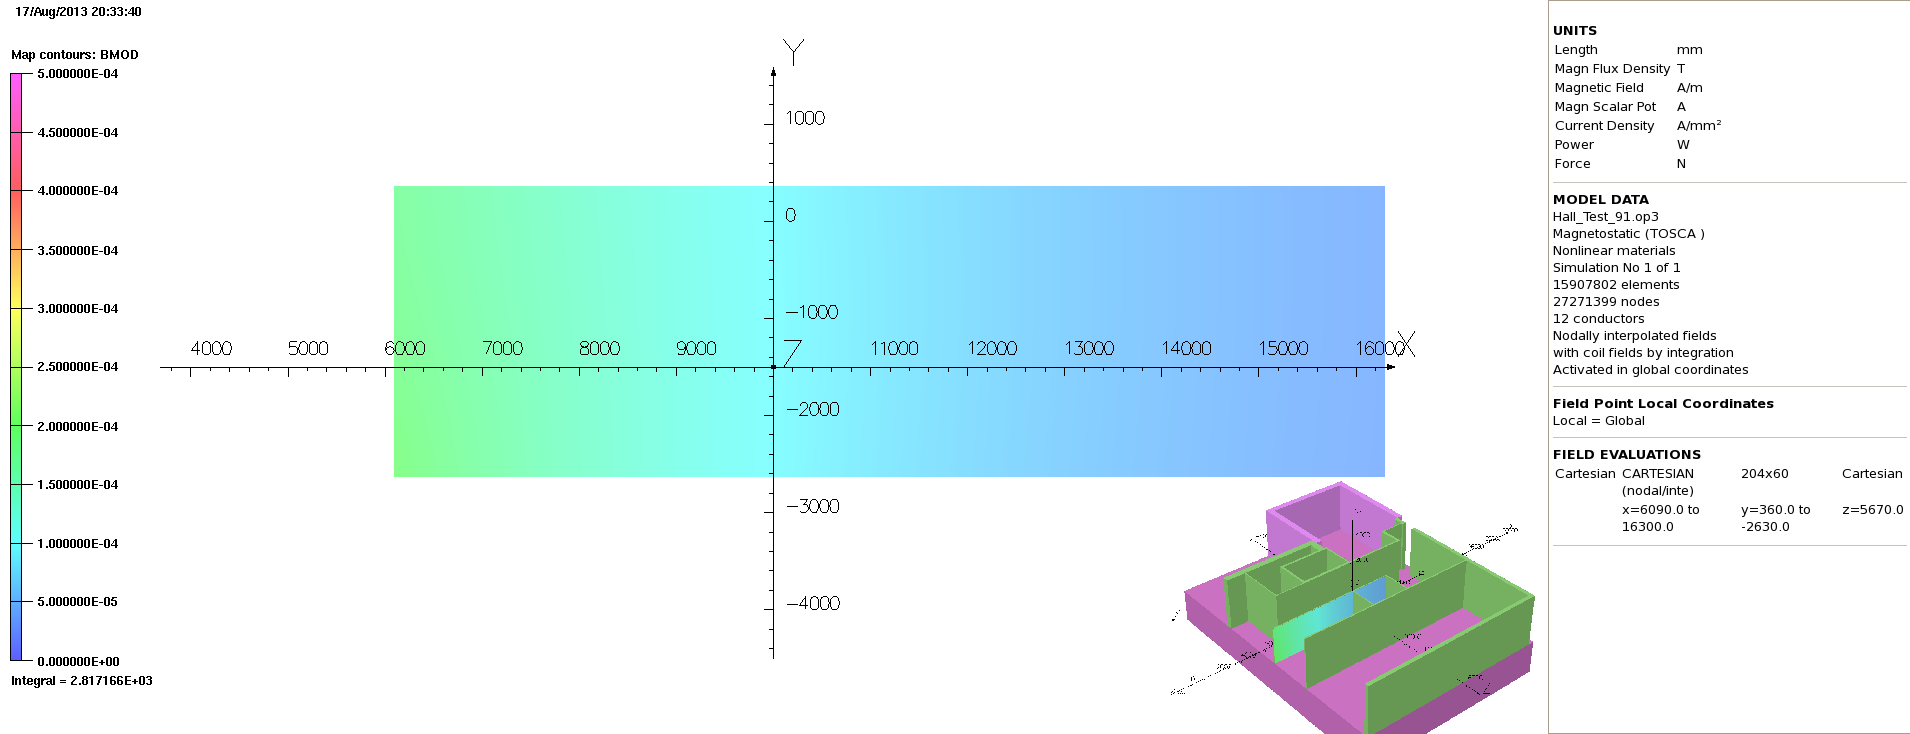 17/Aug/2013 20:33:40
Map contours: BMOD
5.000000E-04
4.500000E-04
4.000000E-04
3.500000E-04
3.000000E-04
2.500000E-04
2.000000E-04
1.500000E-04
1.000000E-04
5.000000E-05
0.000000E+00
Integral = 2.817166E+03
Y
1000
0
-1000
4000 5000 6000 7000 8000 9000 Z 11000 12000 13000 14000 15000 16000 X
-2000
-3000
-4000
UNITS
Length mm
Magn Flux Density T
Magnetic Field A/m
Magn Scalar Pot A
Current Density A/mm²
Power W
Force N
MODEL DATA
Hall_Test_91.op3
Magnetostatic (TOSCA )
Nonlinear materials
Simulation No 1 of 1
15907802 elements
27271399 nodes
12 conductors
Nodally interpolated fields
with coil fields by integration
Activated in global coordinates
Field Point Local Coordinates
Local = Global
FIELD EVALUATIONS
Cartesian CARTESIAN 204x60 Cartesian
(nodal/inte)
x=6090.0 to y=360.0 to z=5670.0
16300.0 -2630.0